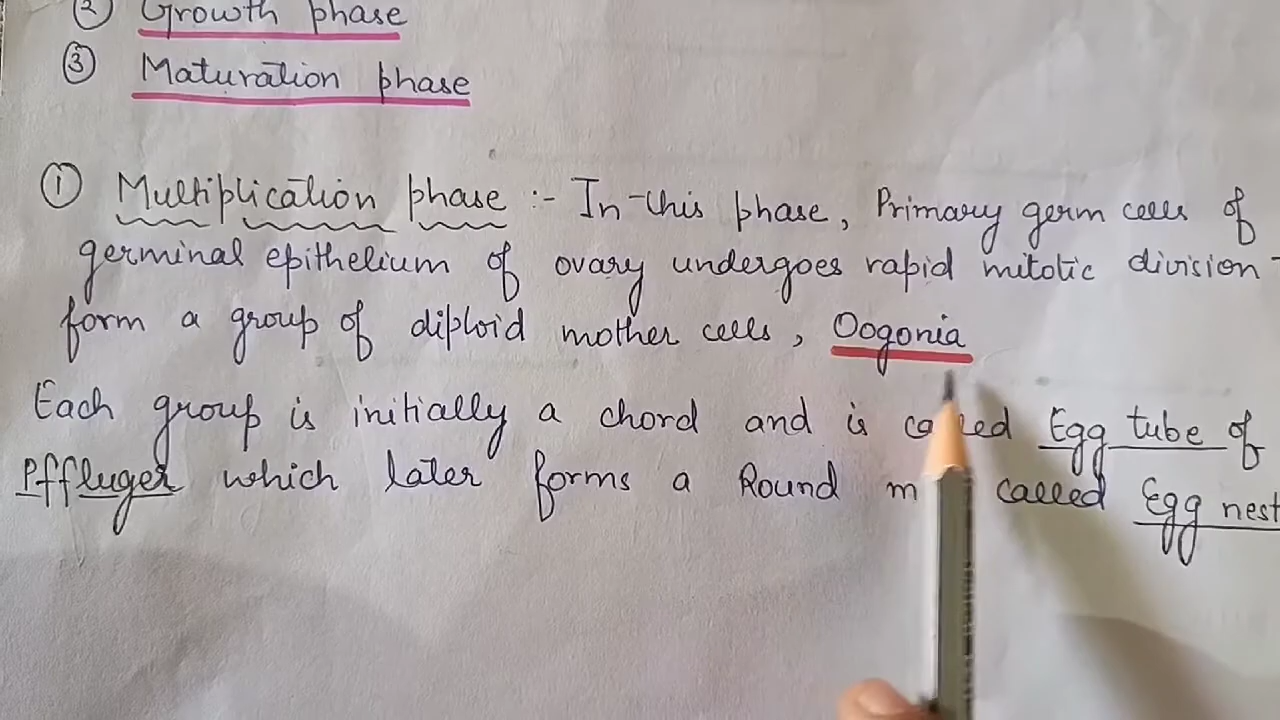 ② Growth phase
③ Maturation phase
① Multiplication phase :- In this phase, Primary germ cells of
germinal epithelium of ovary undergoes rapid mitotic division
form a group of diploid mother cells, Oogonia
Each group is initially a chord and is called Egg tube of
Pffluger which later forms a Round m called Egg nest